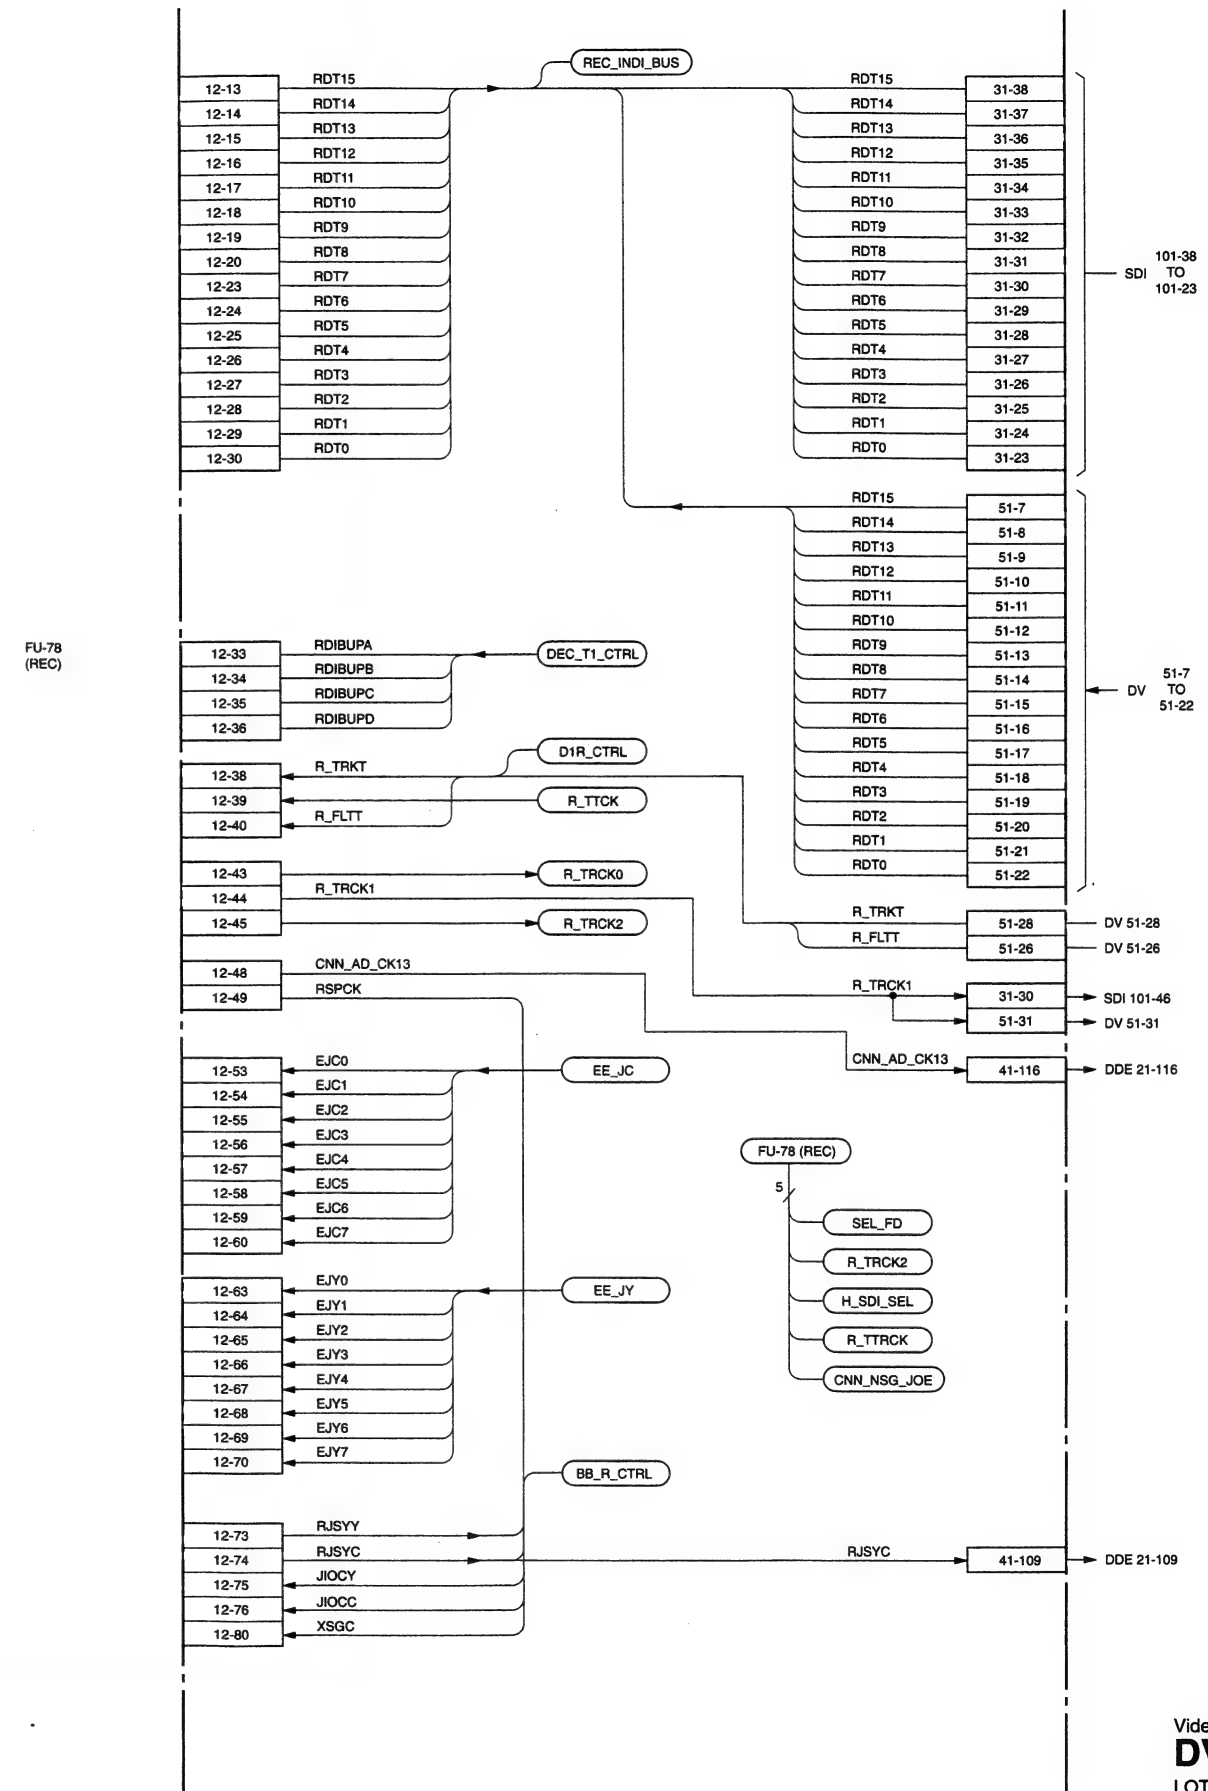 REC_INDI_BUS
12-13 RDT15 RDT15 31-38
12-14 RDT14 RDT14 31-37
12-15 RDT13 RDT13 31-36
12-16 RDT12 RDT12 31-35
12-17 RDT11 RDT11 31-34
12-18 RDT10 RDT10 31-33
12-19 RDT9 RDT9 31-32
12-20 RDT8 RDT8 31-31
12-23 RDT7 RDT7 31-30
12-24 RDT6 RDT6 31-29
12-25 RDT5 RDT5 31-28
12-26 RDT4 RDT4 31-27
12-27 RDT3 RDT3 31-26
12-28 RDT2 RDT2 31-25
12-29 RDT1 RDT1 31-24
12-30 RDT0 RDT0 31-23
SDI 101-38
TO
101-23
RDT15 51-7
RDT14 51-8
RDT13 51-9
RDT12 51-10
RDT11 51-11
RDT10 51-12
RDT9 51-13
RDT8 51-14
RDT7 51-15
RDT6 51-16
RDT5 51-17
RDT4 51-18
RDT3 51-19
RDT2 51-20
RDT1 51-21
RDT0 51-22
DV 51-7
TO
51-22
FU-78
(REC)
12-33 RDIBUPA DEC_T1_CTRL
12-34 RDIBUPB
12-35 RDIBUPC
12-36 RDIBUPD
D1R_CTRL
12-38 R_TRKT
12-39 R_TTCK
12-40 R_FLTT
12-43 R_TRCK0
12-44 R_TRCK1
12-45 R_TRCK2
R_TRKT 51-28 DV 51-28
R_FLTT 51-26 DV 51-26
12-48 CNN_AD_CK13
12-49 RSPCK
R_TRCK1 31-30 SDI 101-46
51-31 DV 51-31
CNN_AD_CK13 41-116 DDE 21-116
12-53 EJC0 EE_JC
12-54 EJC1
12-55 EJC2
12-56 EJC3
12-57 EJC4
12-58 EJC5
12-59 EJC6
12-60 EJC7
FU-78 (REC)
5
SEL_FD
R_TRCK2
H_SDI_SEL
R_TTRCK
CNN_NSG_JOE
12-63 EJY0 EE_JY
12-64 EJY1
12-65 EJY2
12-66 EJY3
12-67 EJY4
12-68 EJY5
12-69 EJY6
12-70 EJY7
BB_R_CTRL
12-73 RJSYY
12-74 RJSYC RJSYC 41-109 DDE 21-109
12-75 JIOCY
12-76 JIOCC
12-80 XSGC